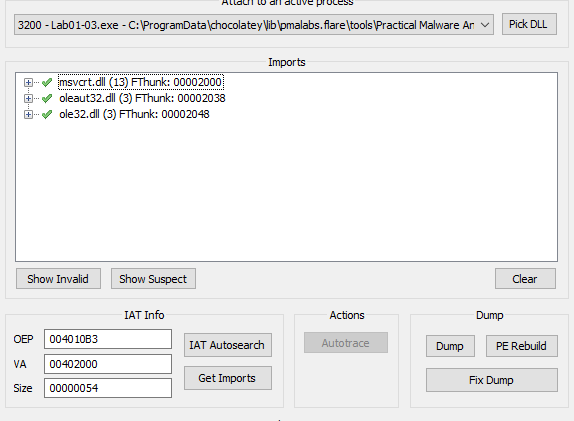 Attach to an active process
3200 - Lab01-03.exe - C:\ProgramData\chocolatey\lib\pmalabs.flare\tools\Practical Malware An
Pick DLL
Imports
msvcrt.dll (13) FThunk: 00002000
oleaut32.dll (3) FThunk: 00002038
ole32.dll (3) FThunk: 00002048
Show Invalid
Show Suspect
Clear
IAT Info
OEP 004010B3
VA 00402000
Size 00000054
IAT Autosearch
Get Imports
Actions
Autotrace
Dump
Dump
PE Rebuild
Fix Dump